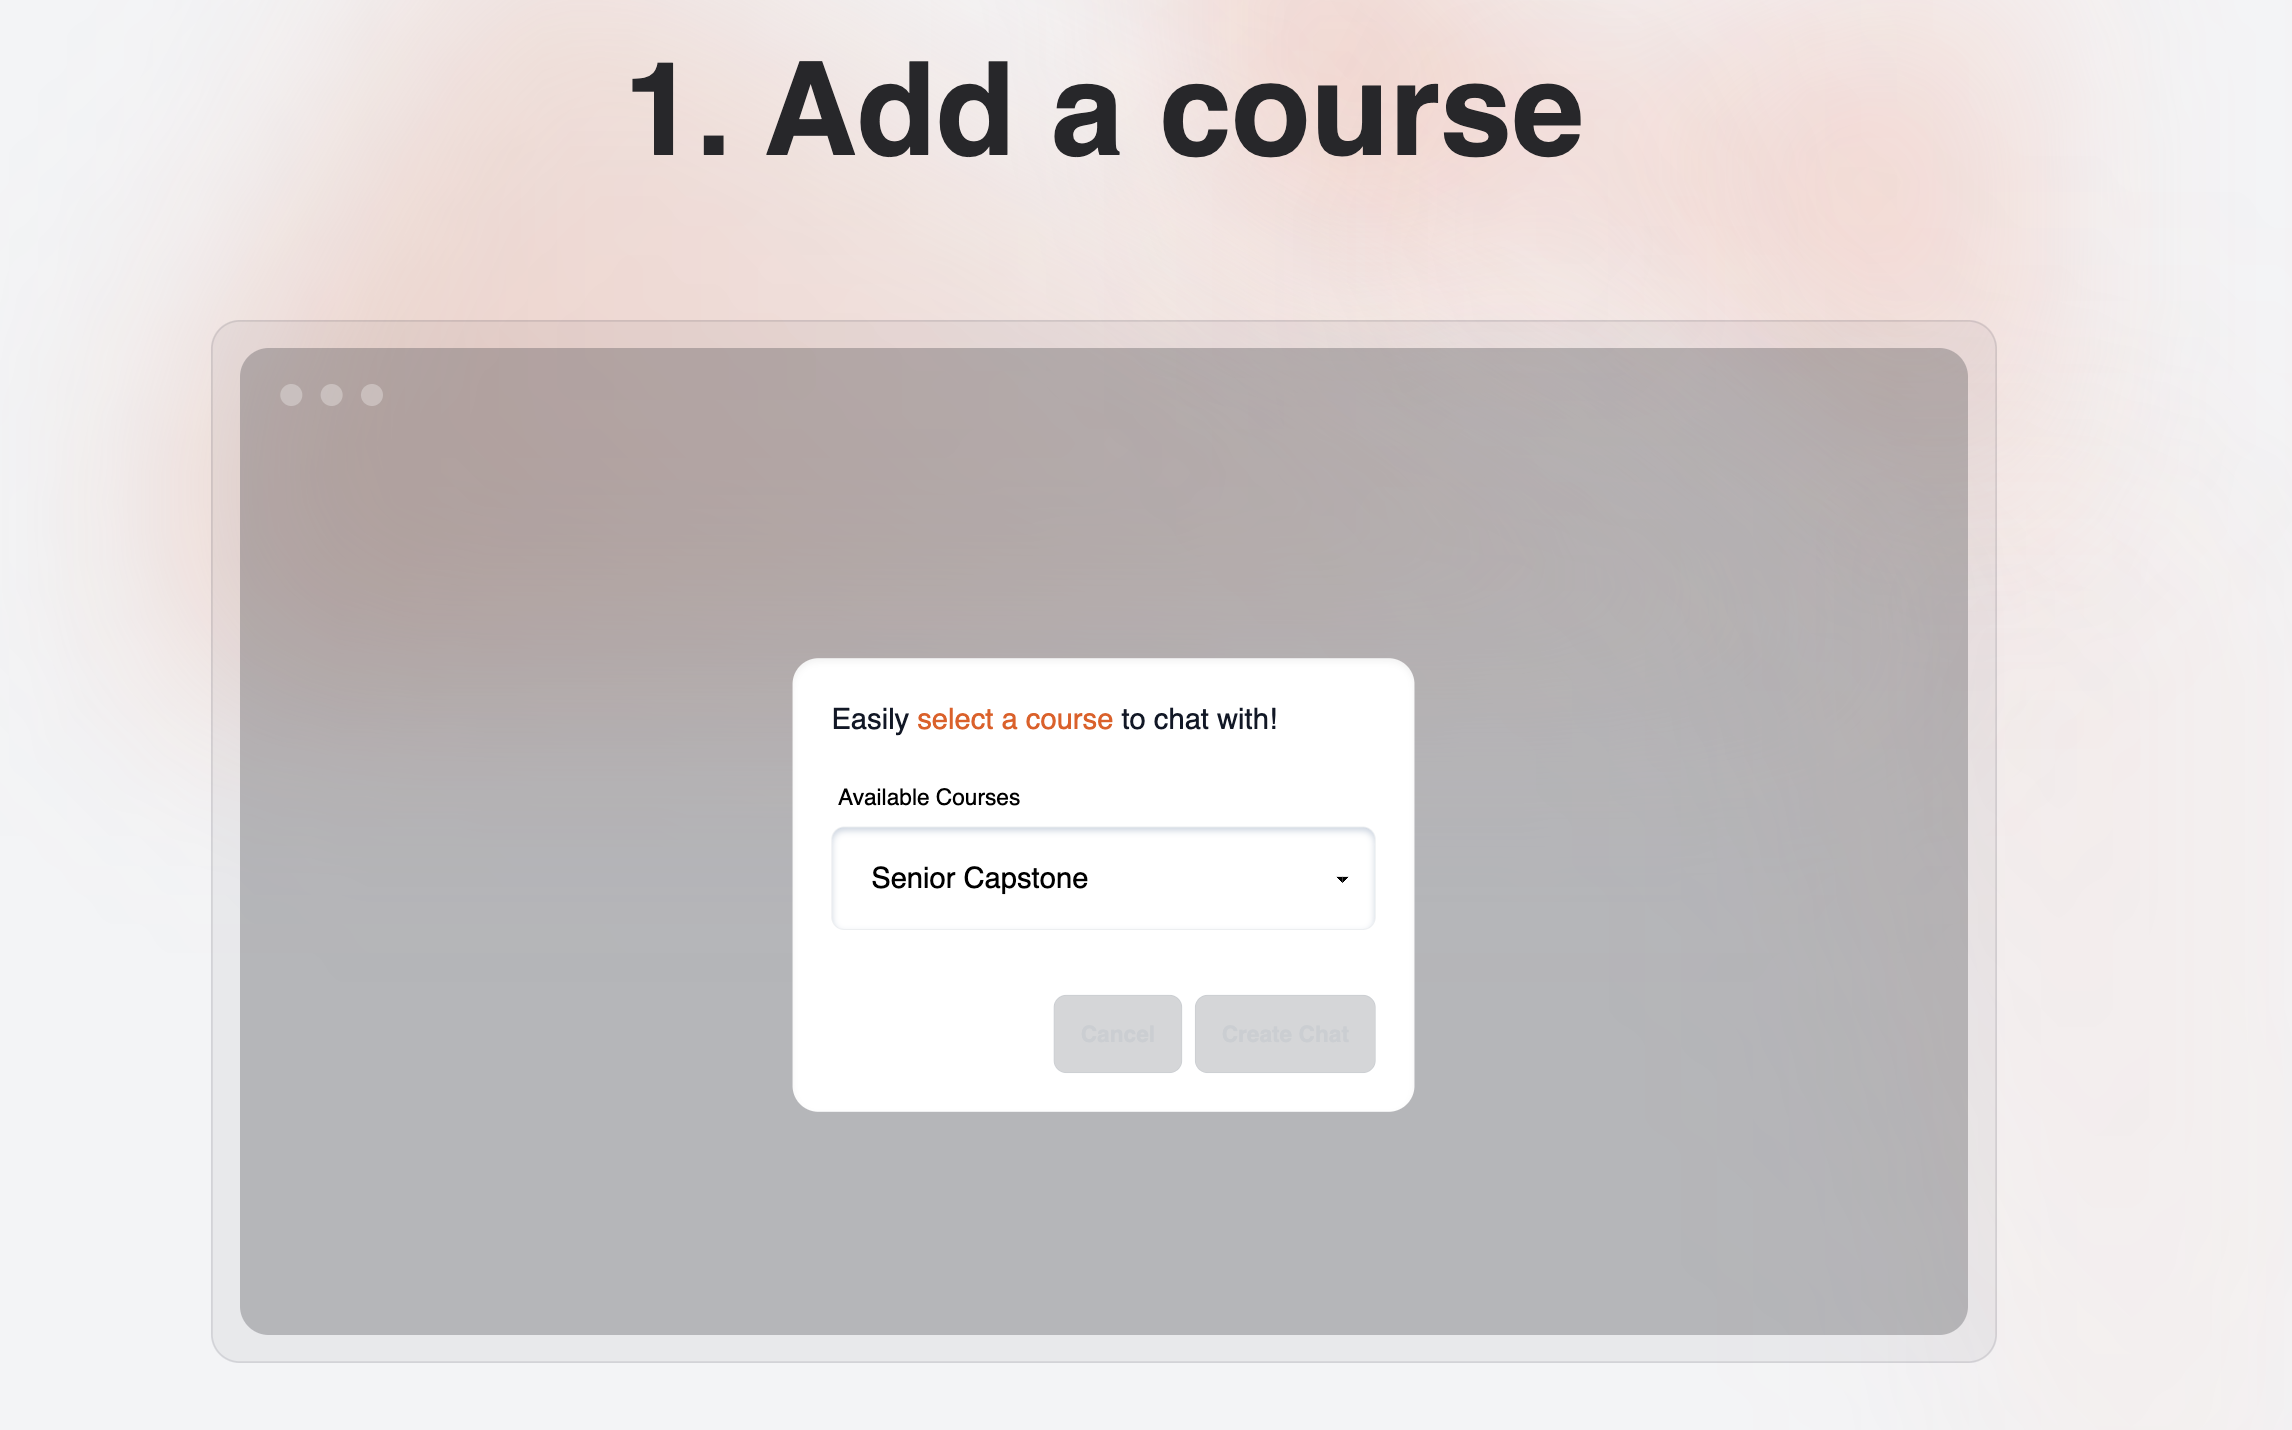 1. Add a course
Easily select a course to chat with!
Available Courses
Senior Capstone
Cancel
Create Chat